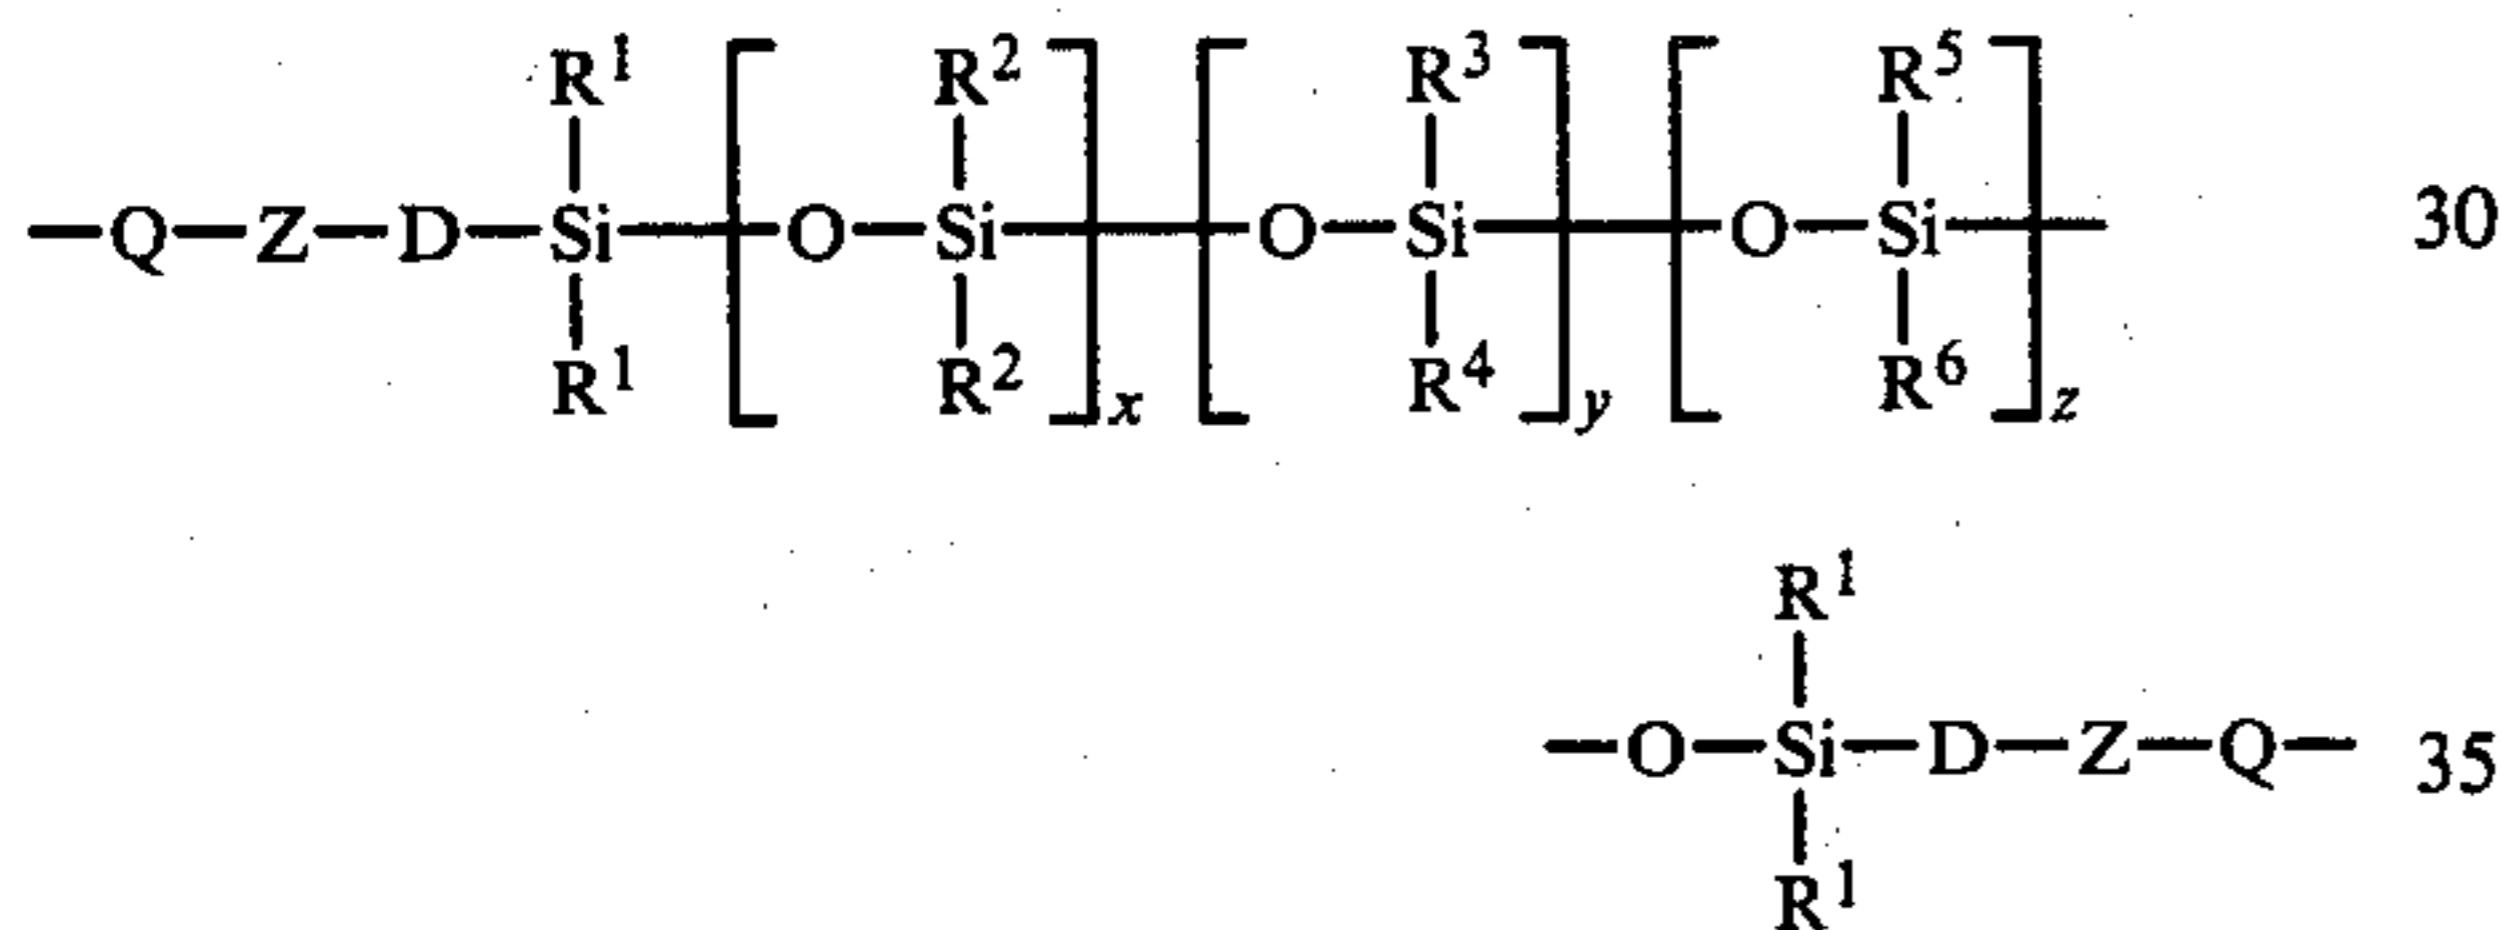 R¹ R² R³ R⁵
—Q—Z—D—Si—[O—Si—]x—[O—Si—]y—[O—Si—]z— 30
R¹ R² R⁴ R⁶
R¹
—O—Si—D—Z—Q— 35
R¹